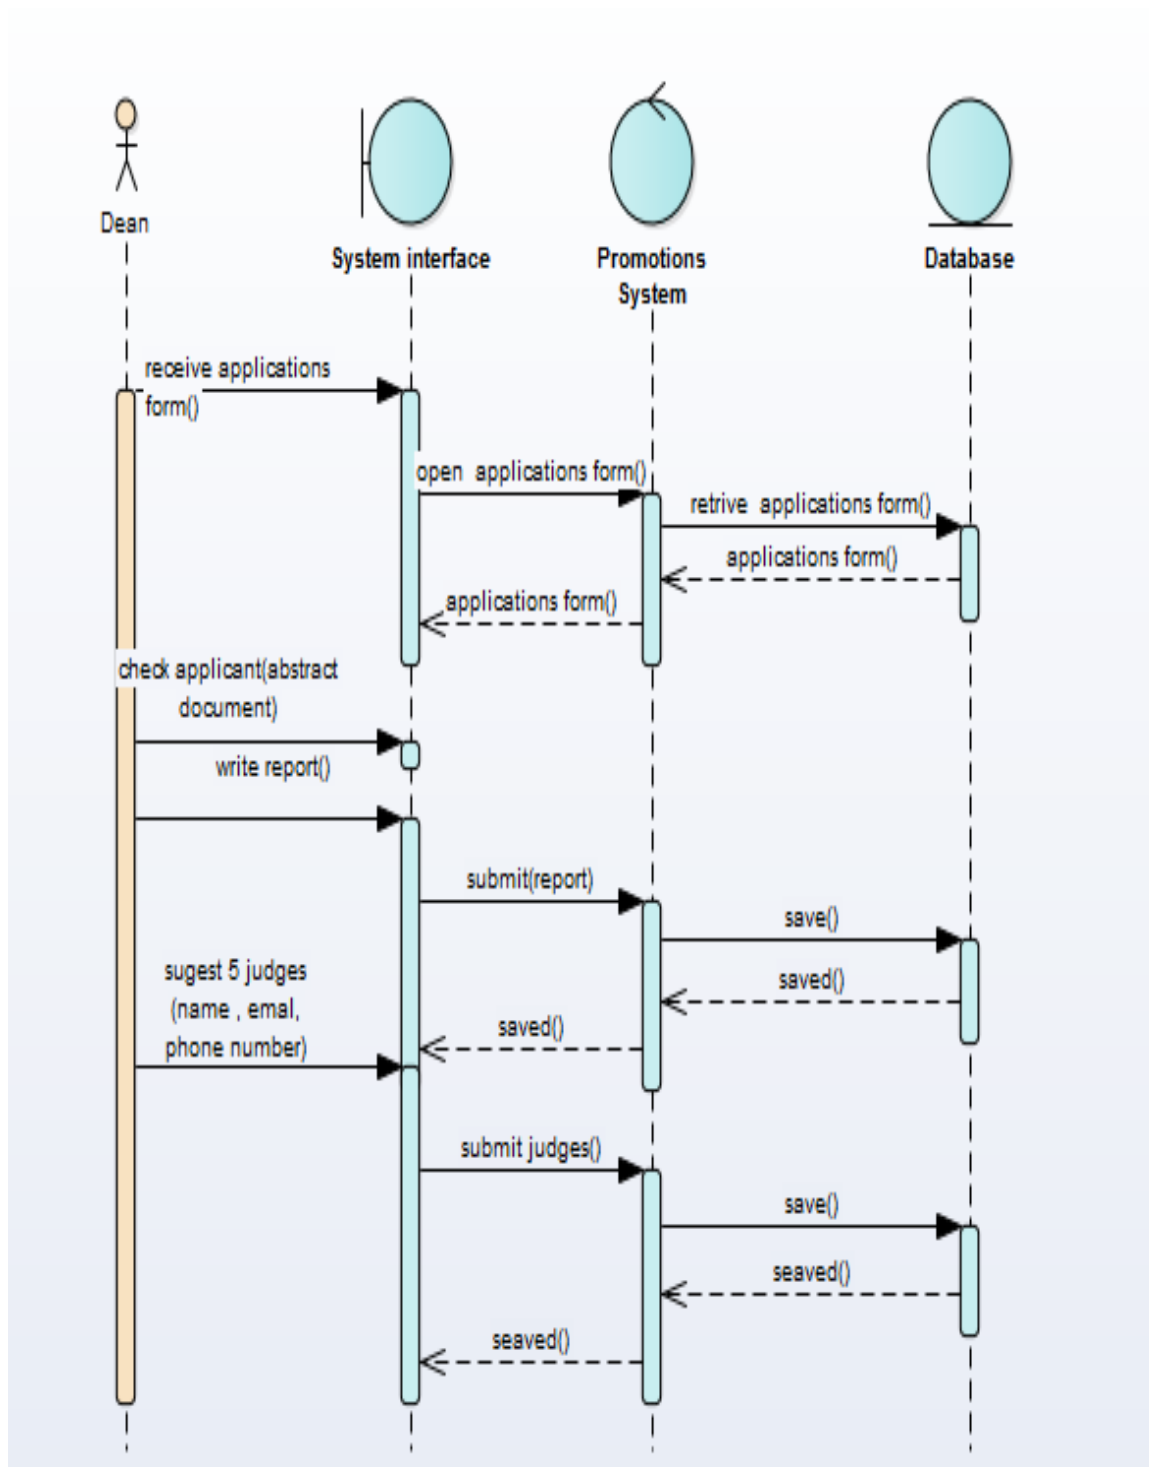 Dean
System interface
Promotions
System
Database
receive applications
form()
open  applications form()
retrive  applications form()
applications form()
applications form()
check applicant(abstract
document)
write report()
submit(report)
save()
saved()
sugest 5 judges
(name , emal,
phone number)
saved()
submit judges()
save()
seaved()
seaved()